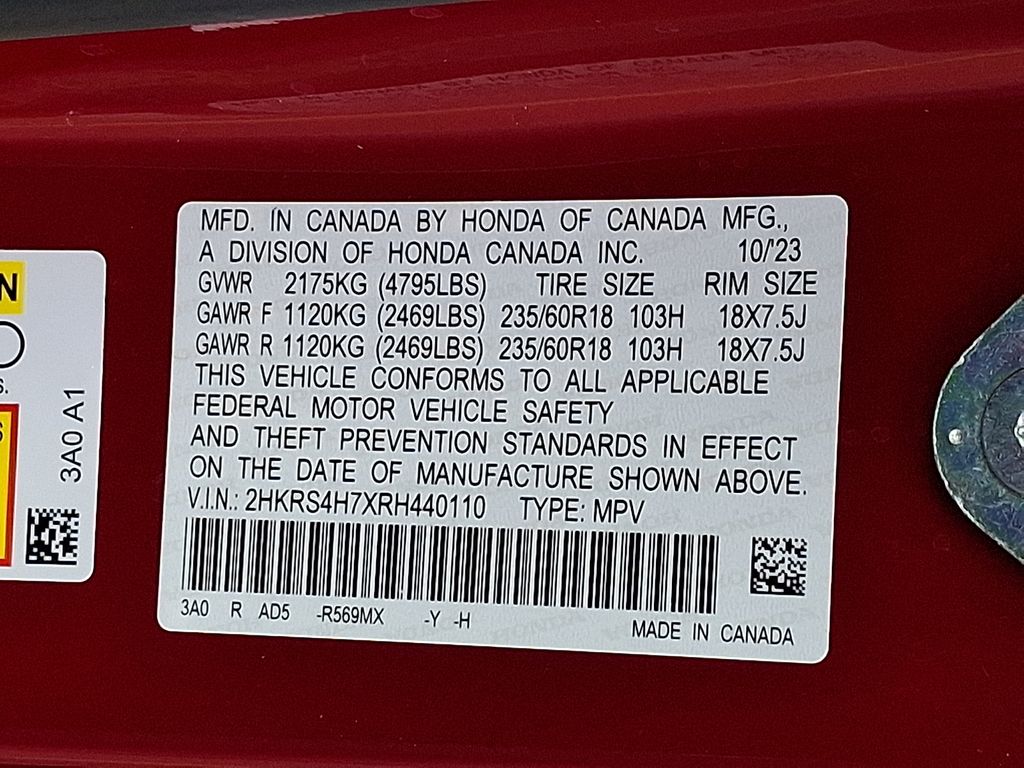 MFD. IN CANADA BY HONDA OF CANADA MFG.,
A DIVISION OF HONDA CANADA INC. 10/'23
GVWR 2175KG (4795LBS) TIRE SIZE RIM SIZE
GAWR F 1120KG (2469LBS) 235/60R18 103H 18X7.5J
GAWR R 1120KG (2469LBS) 235/60R18 103H 18X7.5J
THIS VEHICLE CONFORMS TO ALL APPLICABLE
FEDERAL MOTOR VEHICLE SAFETY
AND THEFT PREVENTION STANDARDS IN EFFECT
ON THE DATE OF MANUFACTURE SHOWN ABOVE.
V.I.N.: 2HKRS4H7XRH440110 TYPE: MPV
3A0 R AD5 -R569MX -Y -H
MADE IN CANADA
N
S.
S
3A0 A1